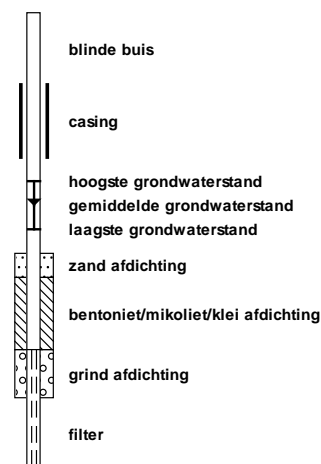 blinde buis
casing
hoogste grondwaterstand
gemiddelde grondwaterstand
laagste grondwaterstand
zand afdichting
bentoniet/mikoliet/klei afdichting
grind afdichting
filter